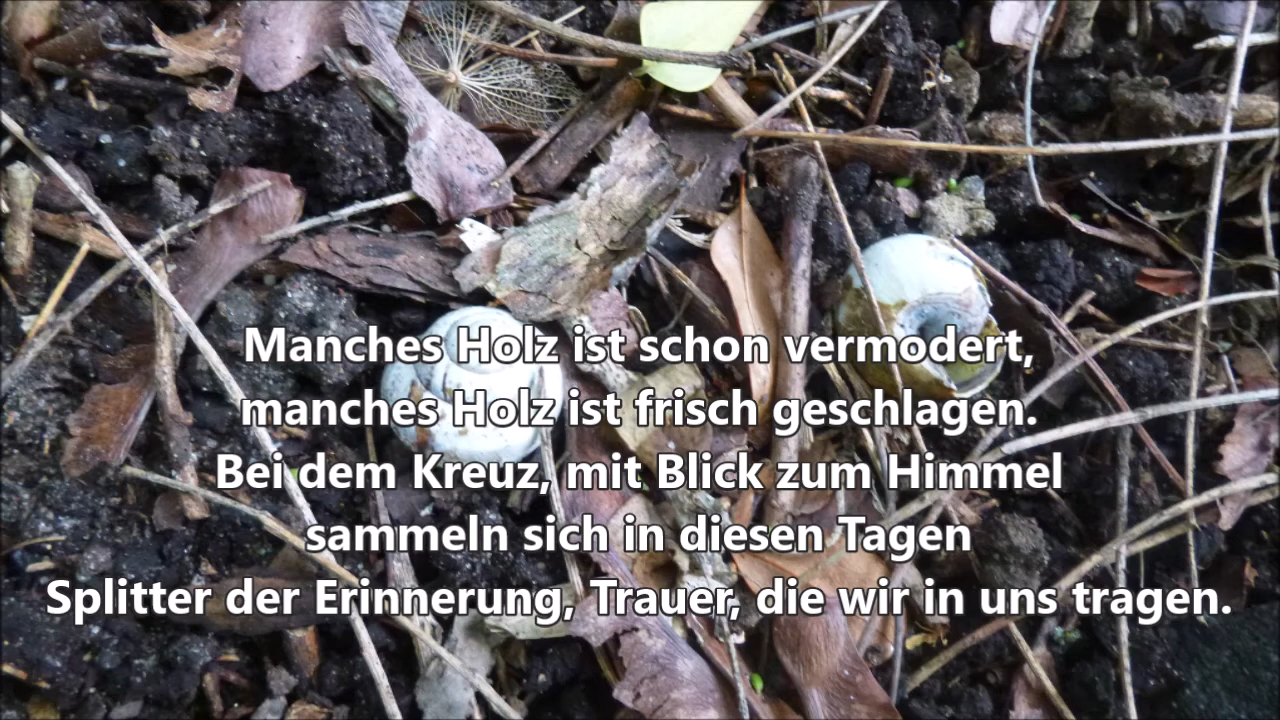 Manches Holz ist schon vermodert,
manches Holz ist frisch geschlagen.
Bei dem Kreuz, mit Blick zum Himmel
sammeln sich in diesen Tagen
Splitter der Erinnerung, Trauer, die wir in uns tragen.